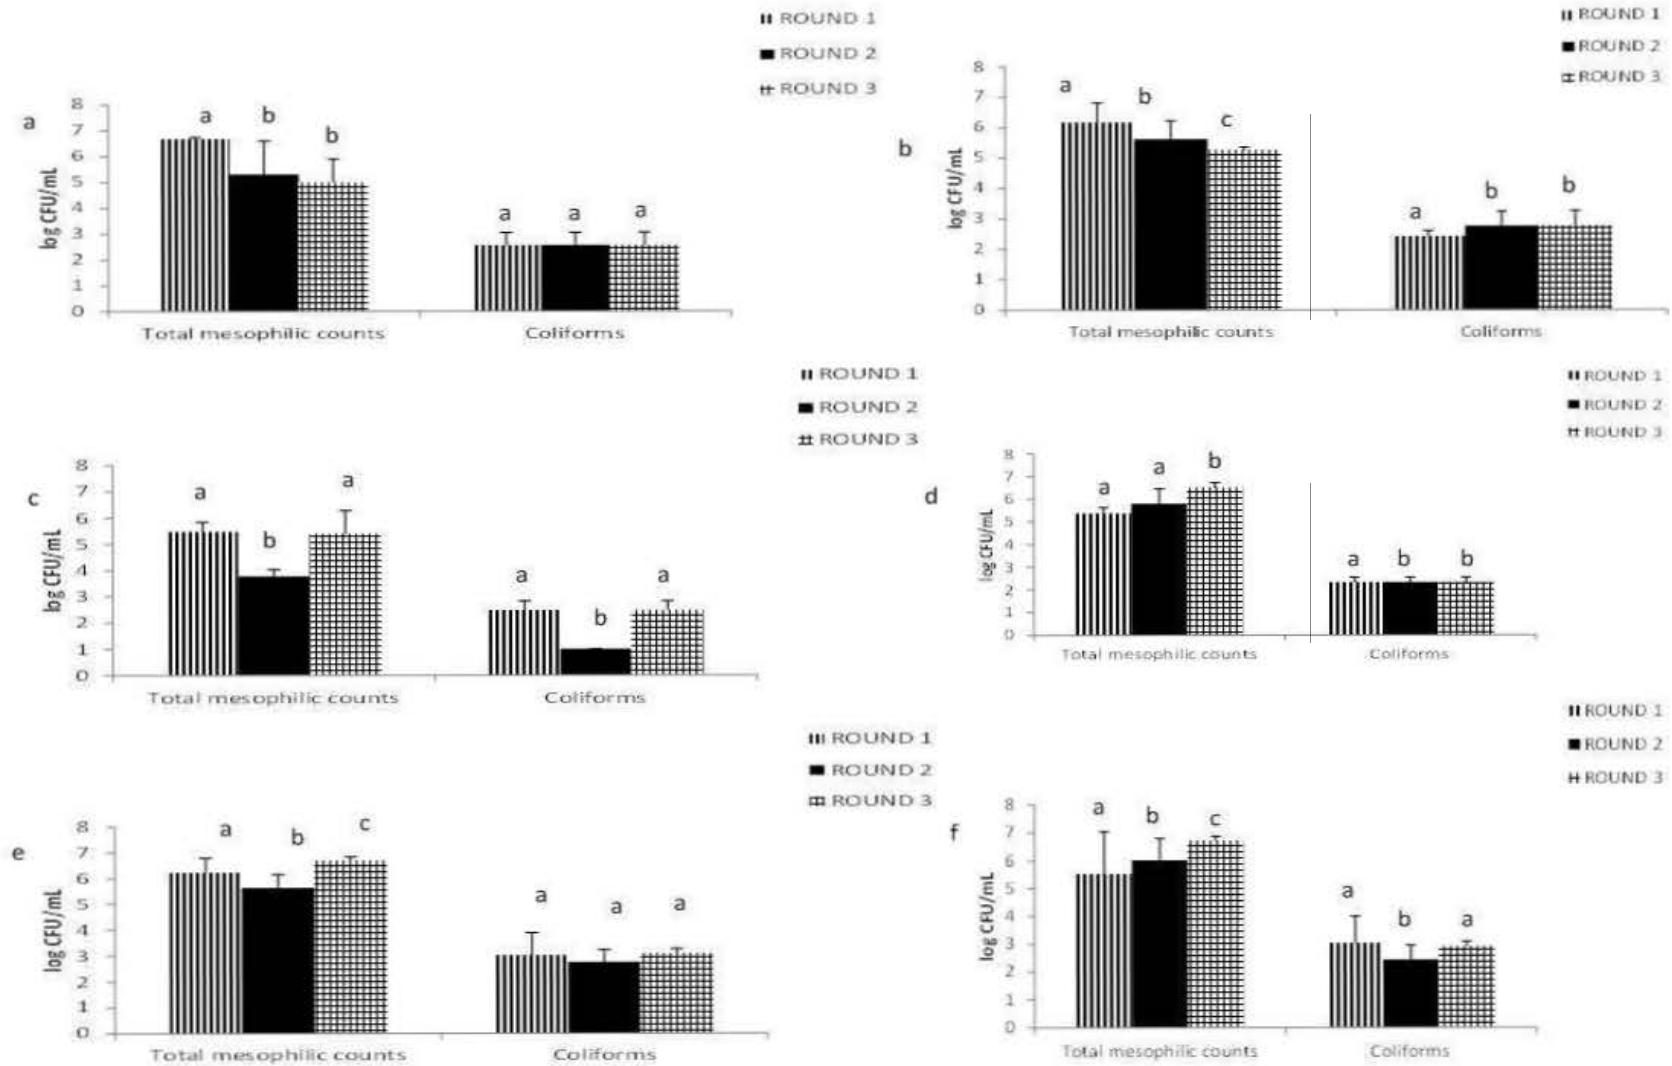 ROUND 1
ROUND 2
ROUND 3
a
log CFU/mL
8
7
6
5
4
3
2
1
0
a b b
a a a
Total mesophilic counts Coliforms
ROUND 1
ROUND 2
ROUND 3
b
log CFU/mL
8
7
6
5
4
3
2
1
0
a b c
a b b
Total mesophilic counts Coliforms
ROUND 1
ROUND 2
ROUND 3
c
log CFU/mL
8
7
6
5
4
3
2
1
0
a b a
a b a
Total mesophilic counts Coliforms
ROUND 1
ROUND 2
ROUND 3
d
log CFU/mL
8
7
6
5
4
3
2
1
0
a a b
a b b
Total mesophilic counts Coliforms
ROUND 1
ROUND 2
ROUND 3
e
log CFU/mL
8
7
6
5
4
3
2
1
0
a b c
a a a
Total mesophilic counts Coliforms
ROUND 1
ROUND 2
ROUND 3
f
log CFU/mL
8
7
6
5
4
3
2
1
0
a b c
a b a
Total mesophilic counts Coliforms